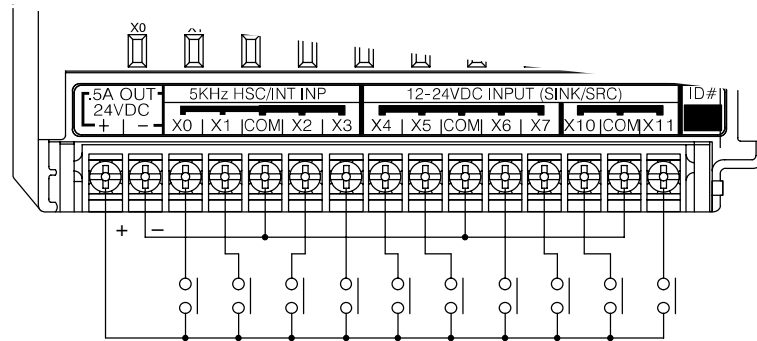 X0
X1
.5A OUT
24VDC
+ | −
5KHz HSC/INT INP
X0 | X1 |COM| X2 | X3
12-24VDC INPUT (SINK/SRC)
X4 | X5 |COM| X6 | X7
X10|COM|X11
ID#
+ −